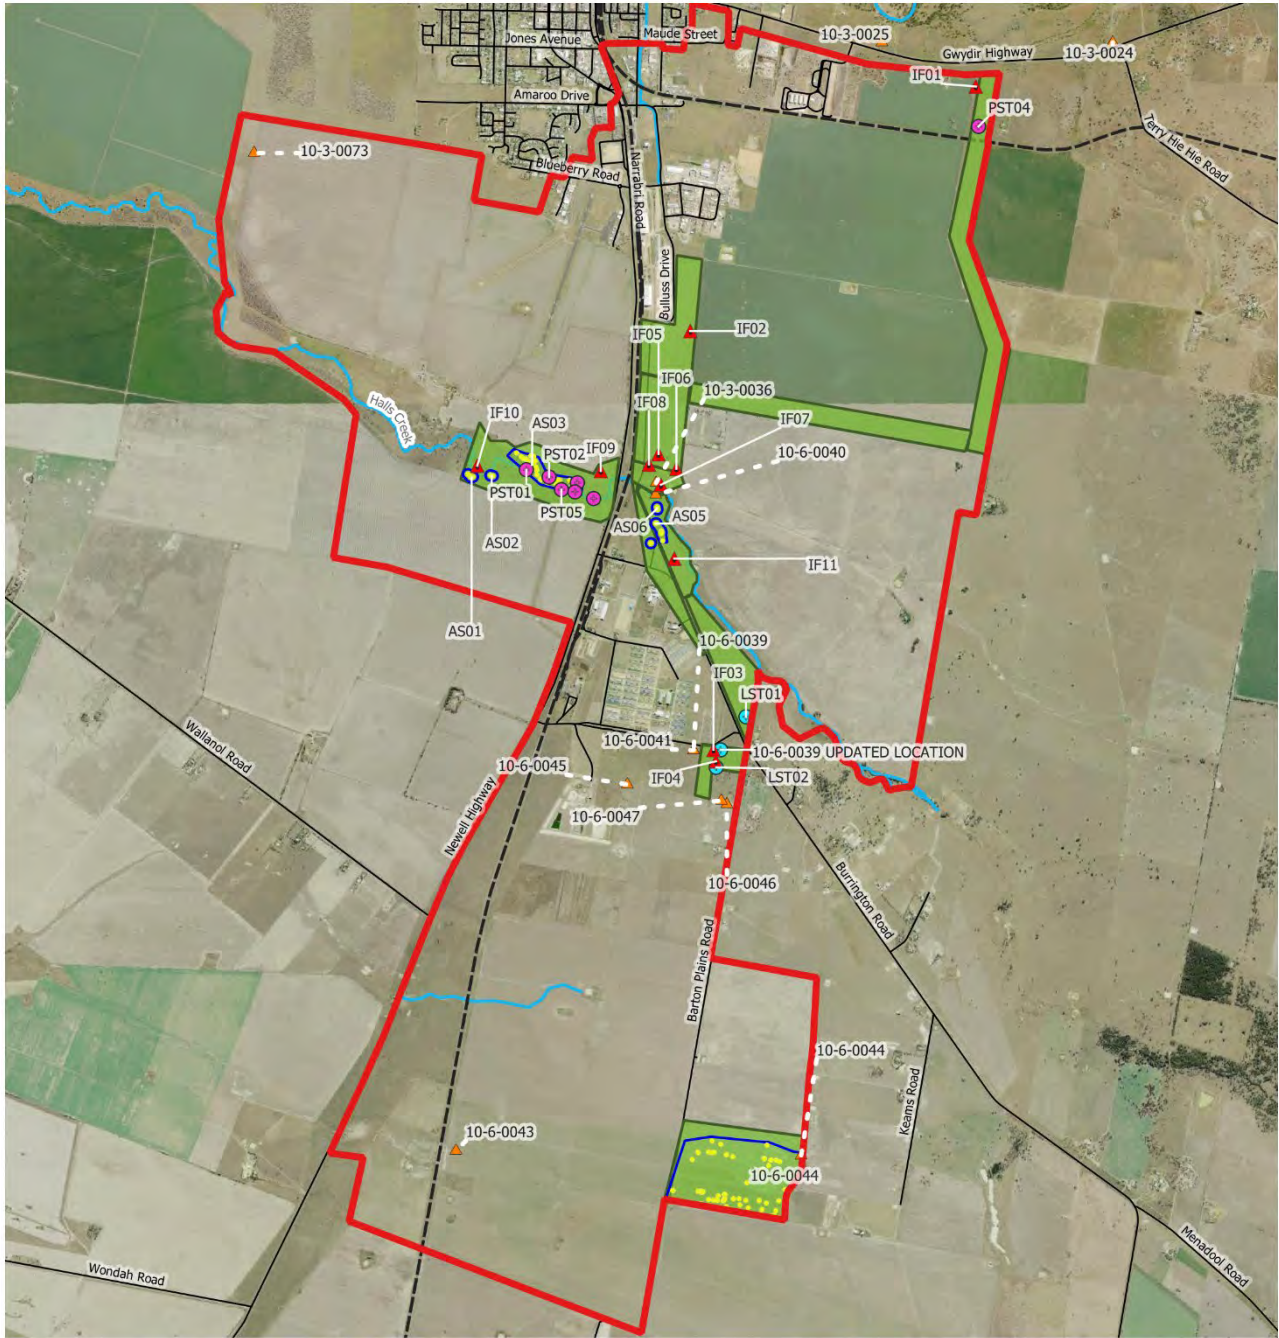 Maude Street
Jones Avenue
10-3-0025
Gwydir Highway
10-3-0024
IF01
Amaroo Drive
PST04
Terry Hie Hie Road
10-3-0073
Blueberry Road
Narrabri Road
Bulluss Drive
IF05
IF02
IF06
10-3-0036
Halls Creek
IF10
AS03
IF08
IF07
PST02
IF09
10-6-0040
PST01
PST05
AS06
AS05
AS02
IF11
AS01
10-6-0039
IF03
LST01
Wallanol Road
10-6-0041
10-6-0039 UPDATED LOCATION
10-6-0045
IF04
LST02
Newell Highway
10-6-0047
10-6-0046
Burrington Road
Barton Plains Road
10-6-0044
Keams Road
10-6-0043
10-6-0044
Menadool Road
Wondah Road